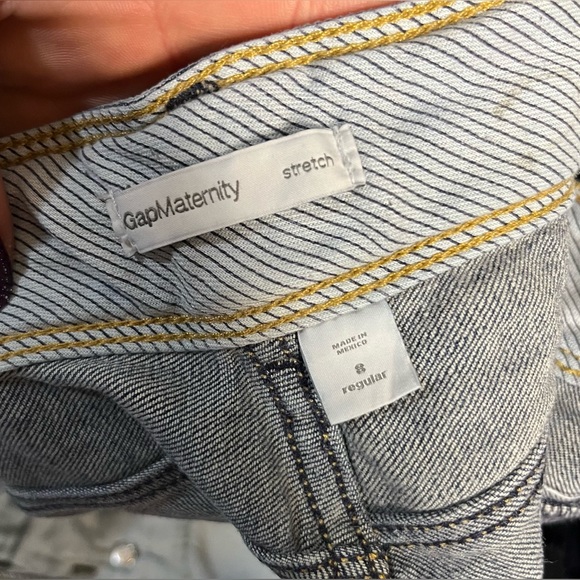 GapMaternity stretch
MADE IN
MEXICO
8
regular